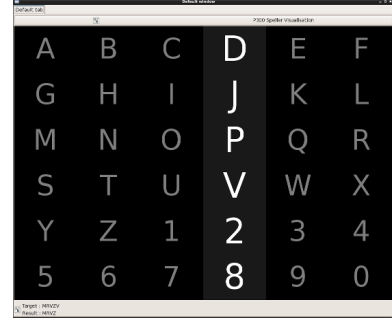 Default window
Default tab
P300 Speller Visualisation
A B C D E F
G H I J K L
M N O P Q R
S T U V W X
Y Z 1 2 3 4
5 6 7 8 9 0
Target : MRVZV
Result : MRVZ